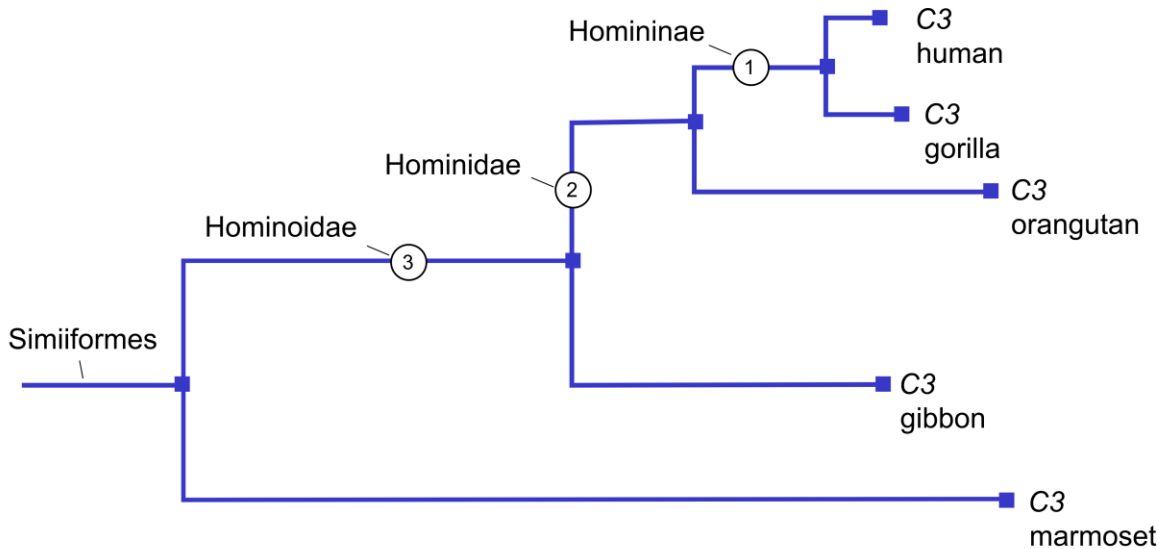 C3
human
Homininae
1
C3
gorilla
Hominidae
2
C3
orangutan
Hominoidae
3
Simiiformes
C3
gibbon
C3
marmoset